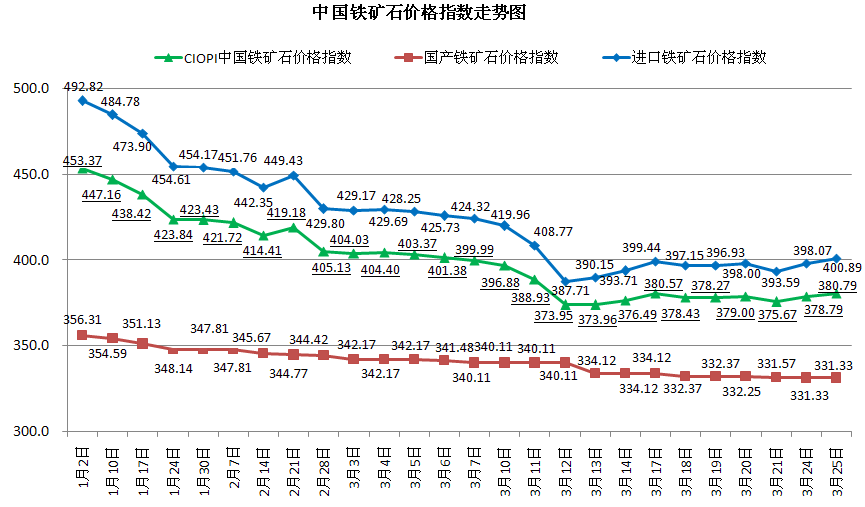 中国铁矿石价格指数走势图
CIOPI中国铁矿石价格指数 国产铁矿石价格指数 进口铁矿石价格指数
500.0
450.0
400.0
350.0
300.0
492.82 484.78 473.90 454.61 454.17 451.76 442.35 449.43 429.80 429.17 429.69 428.25 425.73 424.32 419.96 408.77 387.71 390.15 393.71 399.44 397.15 396.93 398.00 393.59 398.07 400.89
453.37 447.16 438.42 423.84 423.43 421.72 414.41 419.18 405.13 404.03 404.40 403.37 401.38 399.99 396.88 388.93 373.95 373.96 376.49 380.57 378.43 378.27 379.00 375.67 378.79 380.79
356.31 354.59 351.13 348.14 347.81 347.81 345.67 344.77 344.42 342.17 342.17 342.17 341.48 340.11 340.11 340.11 340.11 334.12 334.12 334.12 332.37 332.37 332.25 331.57 331.33 331.33
1月2日 1月10日 1月17日 1月24日 1月30日 2月7日 2月14日 2月21日 2月28日 3月3日 3月4日 3月5日 3月6日 3月7日 3月10日 3月11日 3月12日 3月13日 3月14日 3月17日 3月18日 3月19日 3月20日 3月21日 3月24日 3月25日